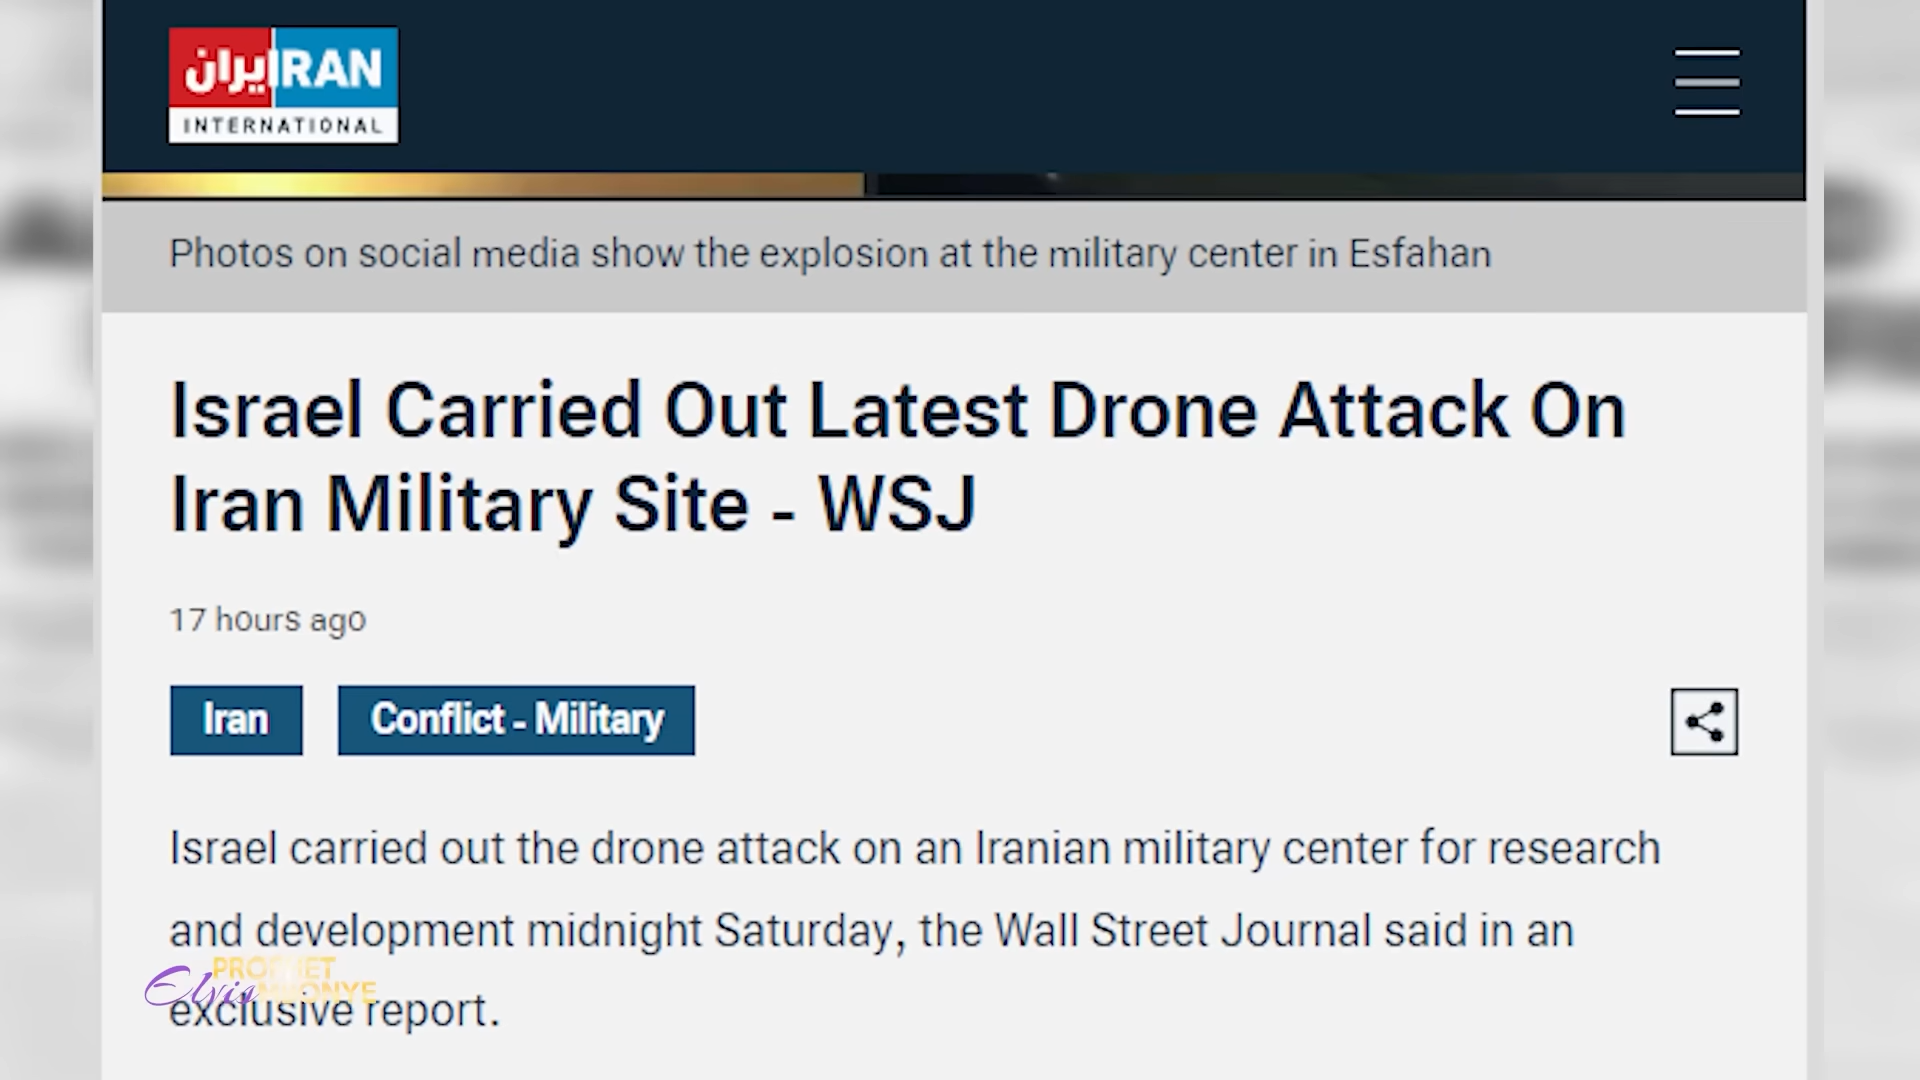 ایران IRAN
INTERNATIONAL
Photos on social media show the explosion at the military center in Esfahan
Israel Carried Out Latest Drone Attack On
Iran Military Site - WSJ
17 hours ago
Iran
Conflict - Military
Israel carried out the drone attack on an Iranian military center for research
and development midnight Saturday, the Wall Street Journal said in an
exclusive report.
Elvis